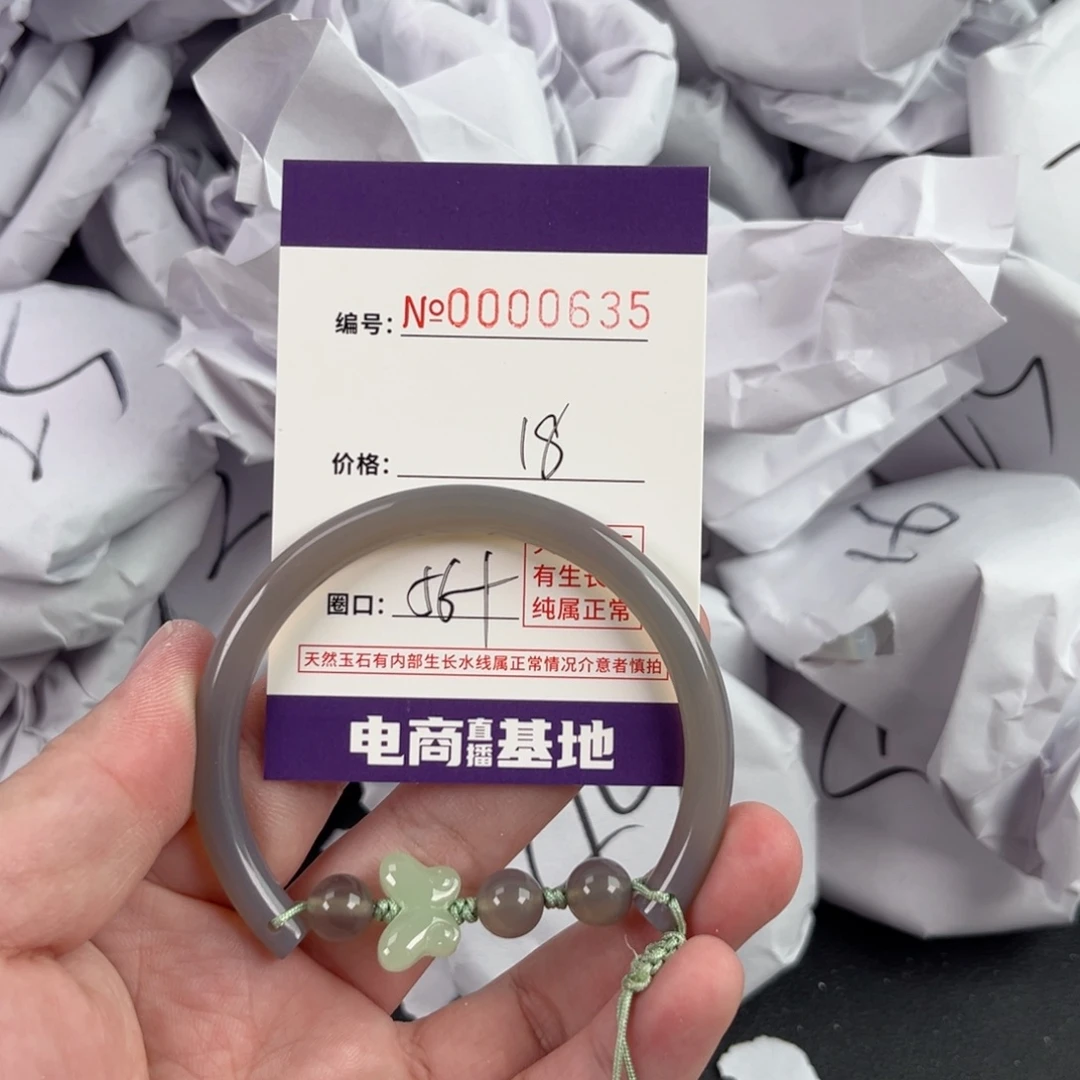 编号: №0000635
价格: 18
有生长
纯属正常
圈口: 56+
天然玉石有内部生长水线属正常情况介意者慎拍
电商直播基地